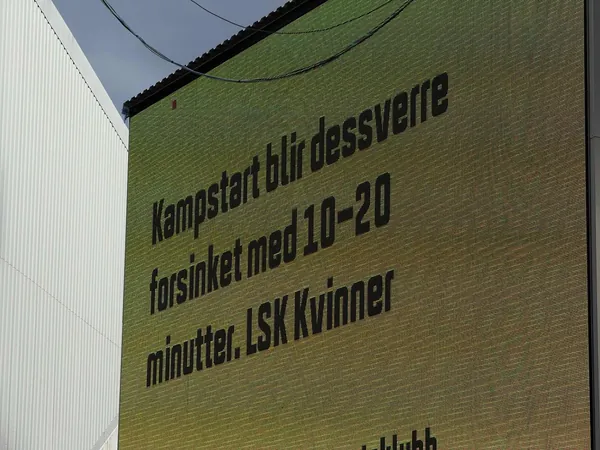 Kampstart blir dessverre
forsinket med 10-20
minutter. LSK Kvinner